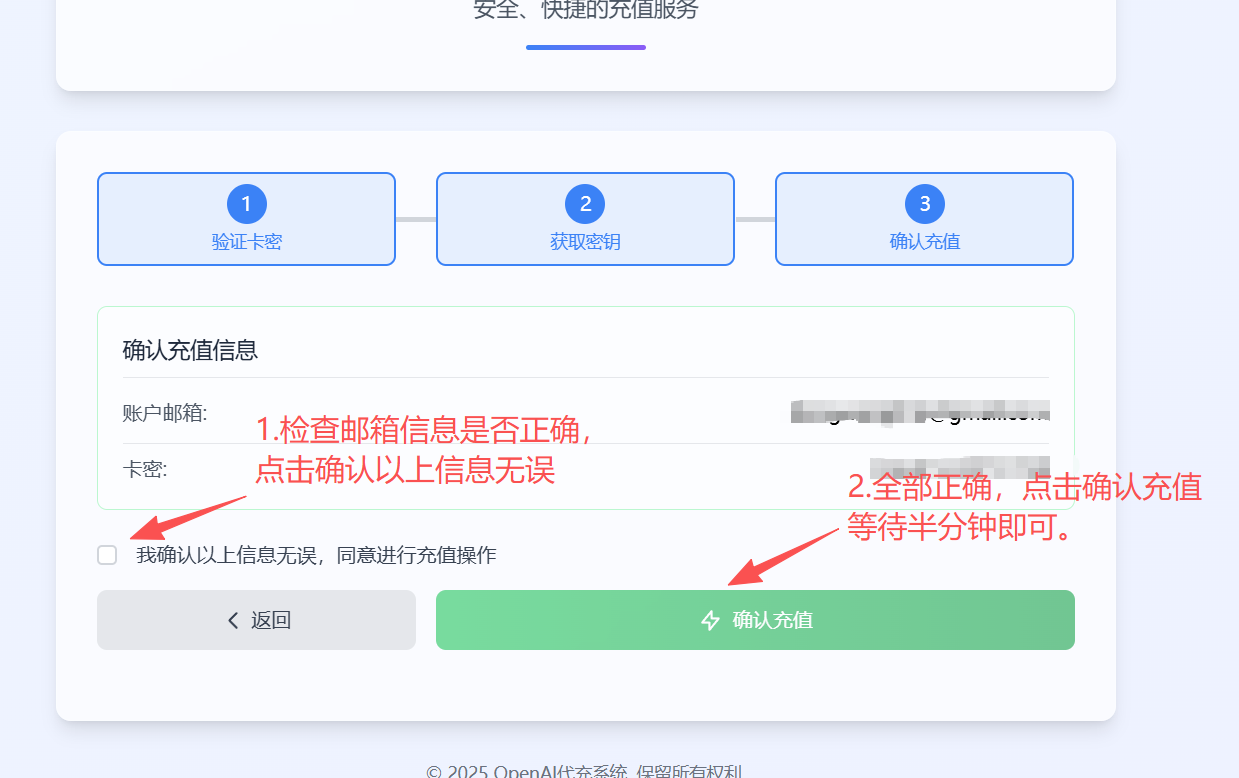 安全、快捷的充值服务
1
验证卡密
2
获取密钥
3
确认充值
确认充值信息
账户邮箱:
1.检查邮箱信息是否正确，
点击确认以上信息无误
卡密:
2.全部正确，点击确认充值
等待半分钟即可。
我确认以上信息无误，同意进行充值操作
返回
确认充值
© 2025 OpenAI代充系统. 保留所有权利